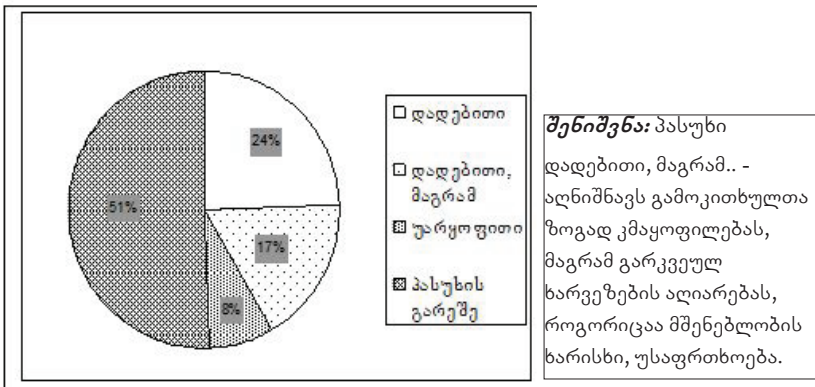 24%
17%
8%
51%
დადებითი
დადებითი,
მაგრამ
უარყოფითი
პასუხის
გარეშე
შენიშვნა: პასუხი
დადებითი, მაგრამ.. -
აღნიშნავს გამოკითხულთა
ზოგად კმაყოფილებას,
მაგრამ გარკვეულ
ხარვეზების აღიარებას,
როგორიცაა მშენებლობის
ხარისხი, უსაფრთხოება.